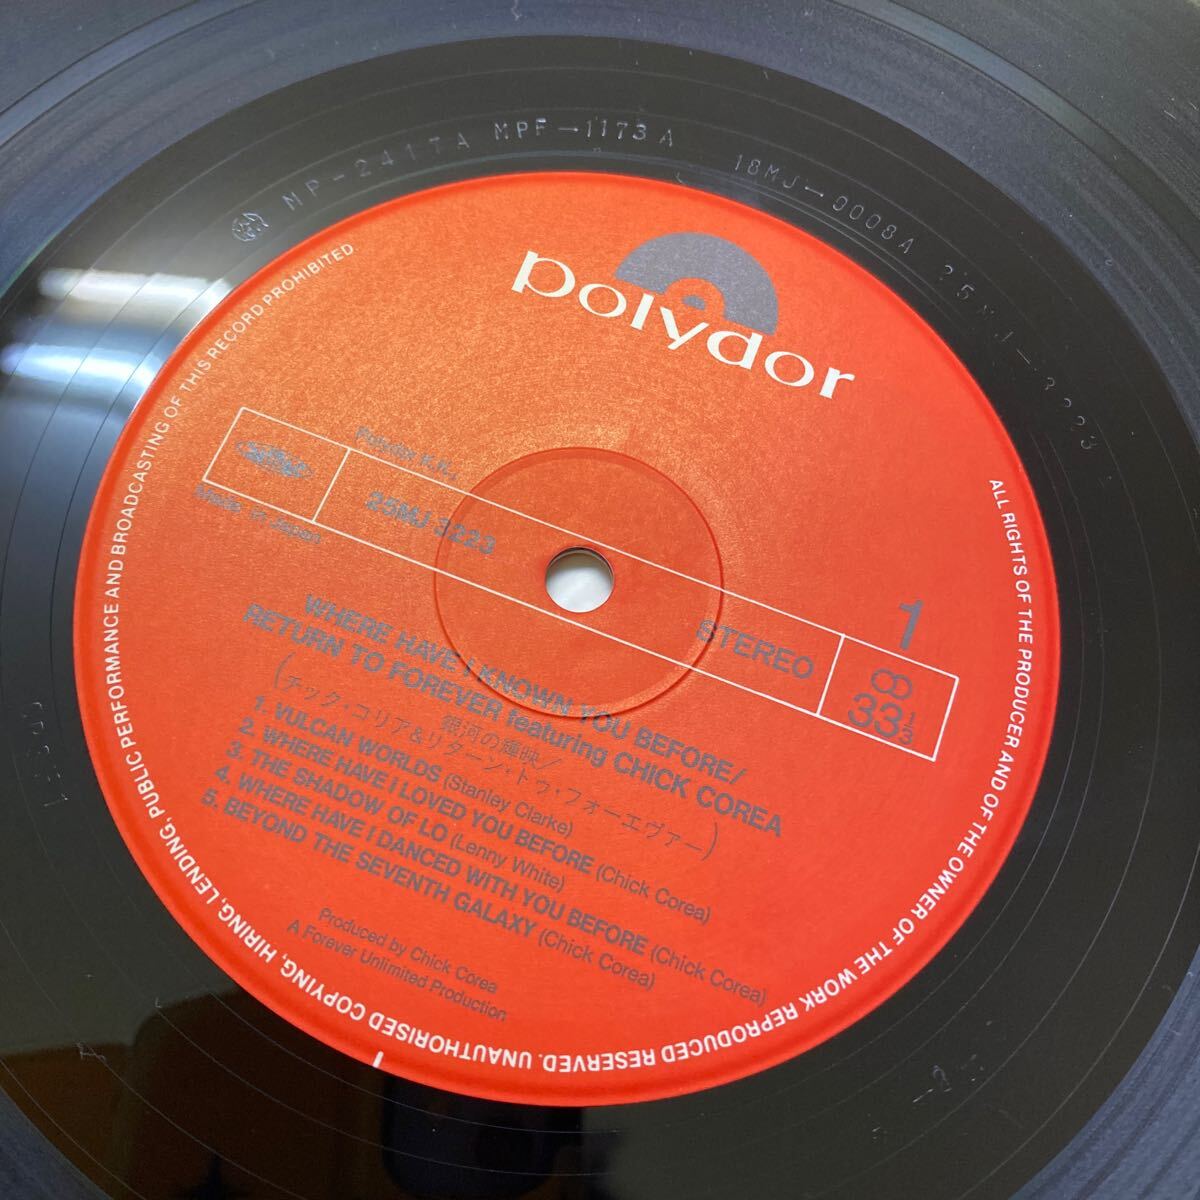 MP-2417A MPF-1173A 18MJ-9008A 25MJ-3223
polydor
ALL RIGHTS OF THE PRODUCER AND OF THE OWNER OF THE WORK REPRODUCED RESERVED. UNAUTHORISED COPYING, HIRING, LENDING, PUBLIC PERFORMANCE AND BROADCASTING OF THIS RECORD PROHIBITED.
Polydor K.K.,
Made in Japan
25MJ 3223
STEREO
1
33 1/3
WHERE HAVE I KNOWN YOU BEFORE/
RETURN TO FOREVER featuring CHICK COREA
銀河の輝映/
(チック・コリア&リターン・トゥ・フォーエヴァー)
1. VULCAN WORLDS (Stanley Clarke)
2. WHERE HAVE I LOVED YOU BEFORE (Chick Corea)
3. THE SHADOW OF LO (Lenny White)
4. WHERE HAVE I DANCED WITH YOU BEFORE (Chick Corea)
5. BEYOND THE SEVENTH GALAXY (Chick Corea)
Produced by Chick Corea
A Forever Unlimited Production